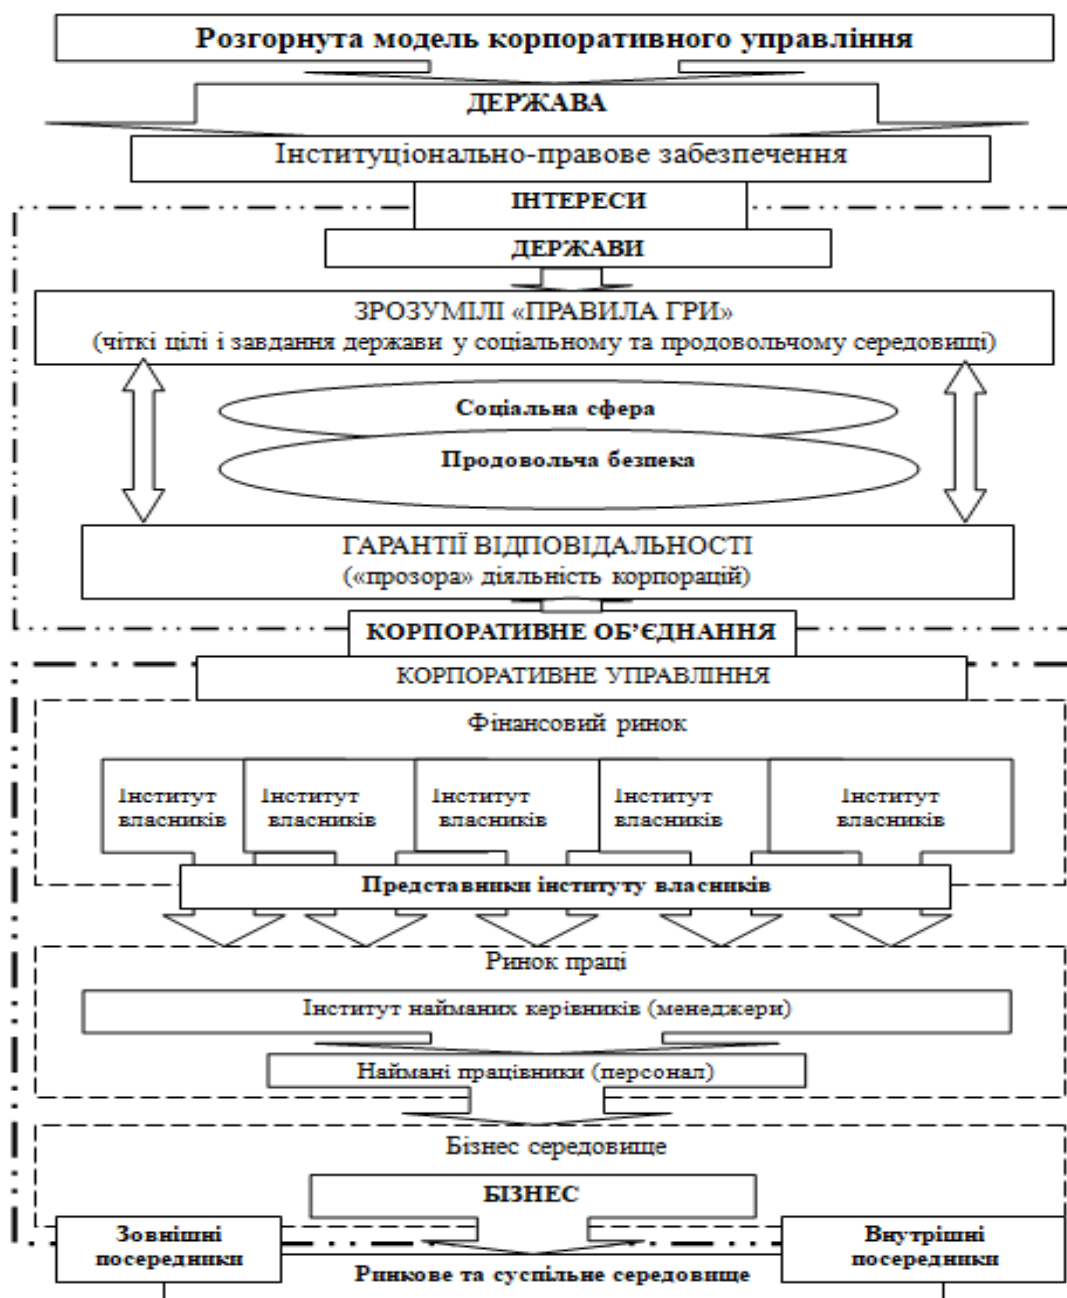 Розгорнута модель корпоративного управління
ДЕРЖАВА
Інституціонально-правове забезпечення
ІНТЕРЕСИ
ДЕРЖАВИ
ЗРОЗУМІЛІ «ПРАВИЛА ГРИ»
(чіткі цілі і завдання держави у соціальному та продовольчому середовищі)
Соціальна сфера
Продовольча безпека
ГАРАНТІЇ ВІДПОВІДАЛЬНОСТІ
(«прозора» діяльність корпорацій)
КОРПОРАТИВНЕ ОБ’ЄДНАННЯ
КОРПОРАТИВНЕ УПРАВЛІННЯ
Фінансовий ринок
Інститут власників
Інститут власників
Інститут власників
Інститут власників
Інститут власників
Представники інституту власників
Ринок праці
Інститут найманих керівників (менеджери)
Наймані працівники (персонал)
Бізнес середовище
БІЗНЕС
Зовнішні
посередники
Внутрішні
посередники
Ринкове та суспільне середовище